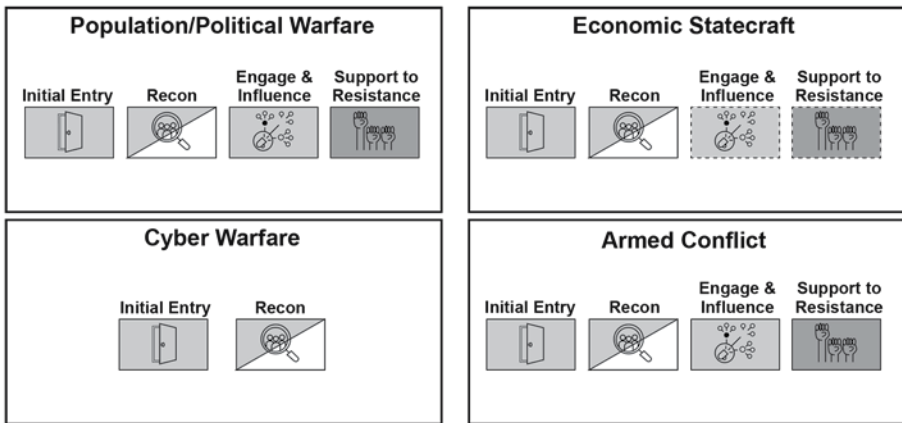 Population/Political Warfare
Initial Entry
Recon
Engage &
Influence
Support to
Resistance
Economic Statecraft
Initial Entry
Recon
Engage &
Influence
Support to
Resistance
Cyber Warfare
Initial Entry
Recon
Armed Conflict
Initial Entry
Recon
Engage &
Influence
Support to
Resistance